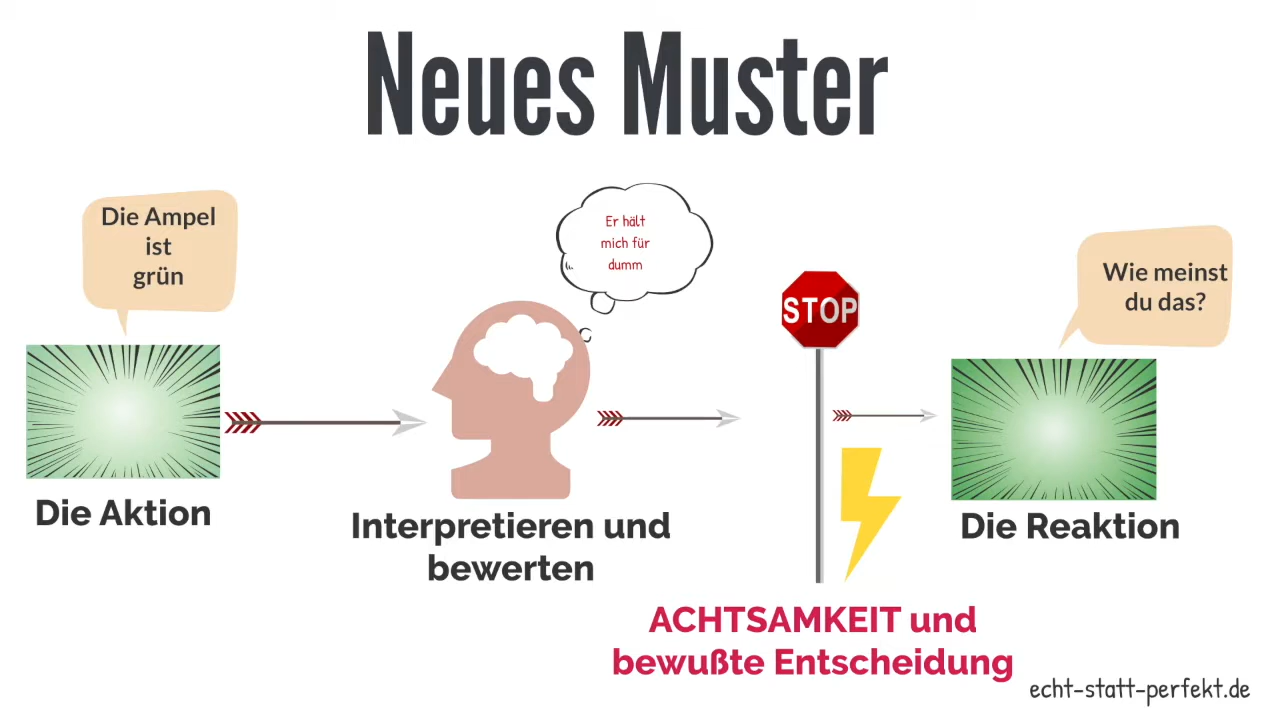 Neues Muster
Die Ampel
ist
grün
Er hält
mich für
dumm
STOP
Wie meinst
du das?
Die Aktion
Interpretieren und
bewerten
Die Reaktion
ACHTSAMKEIT und
bewußte Entscheidung
echt-statt-perfekt.de